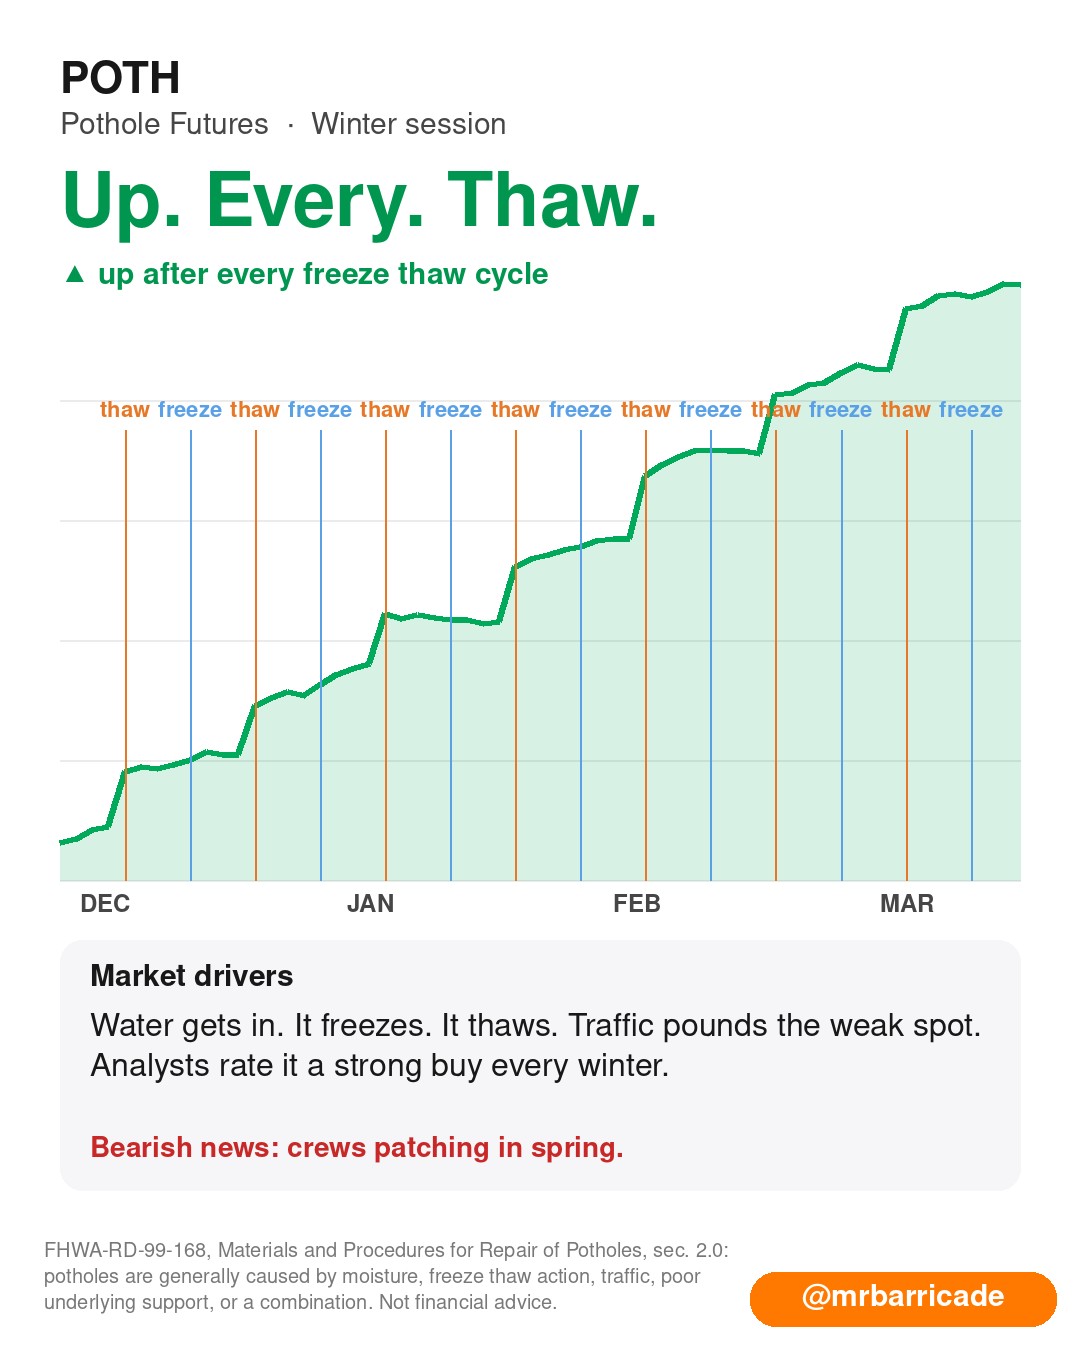 POTH
Pothole Futures · Winter session
Up. Every. Thaw.
▲ up after every freeze thaw cycle
thaw freeze thaw freeze thaw freeze thaw freeze thaw freeze thaw freeze thaw freeze
DEC JAN FEB MAR
Market drivers
Water gets in. It freezes. It thaws. Traffic pounds the weak spot.
Analysts rate it a strong buy every winter.
Bearish news: crews patching in spring.
FHWA-RD-99-168, Materials and Procedures for Repair of Potholes, sec. 2.0:
potholes are generally caused by moisture, freeze thaw action, traffic, poor
underlying support, or a combination. Not financial advice.
@mrbarricade